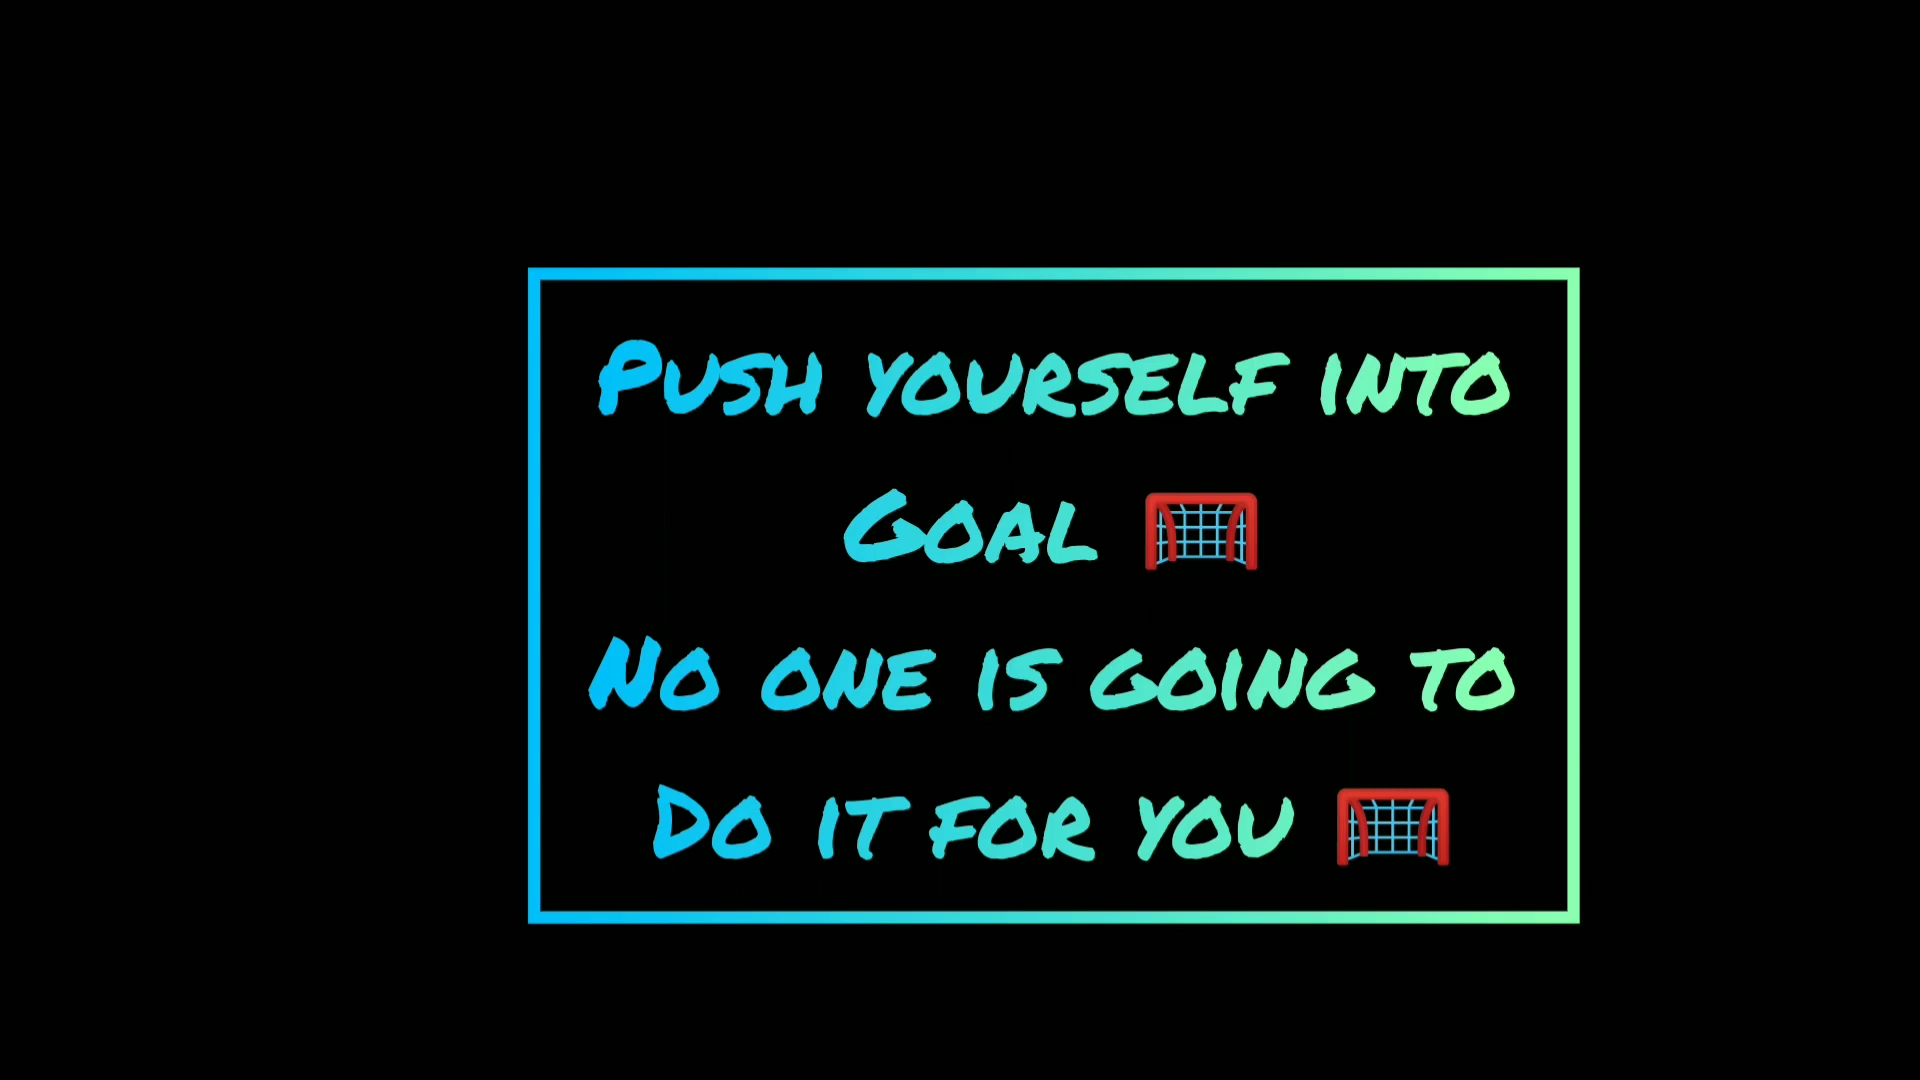 Push yourself into
Goal 🥅
No one is going to
Do it for you 🥅